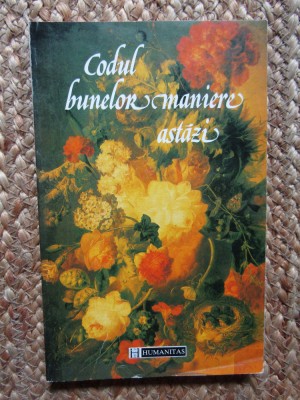 Codul
bunelor maniere
astăzi
HUMANITAS